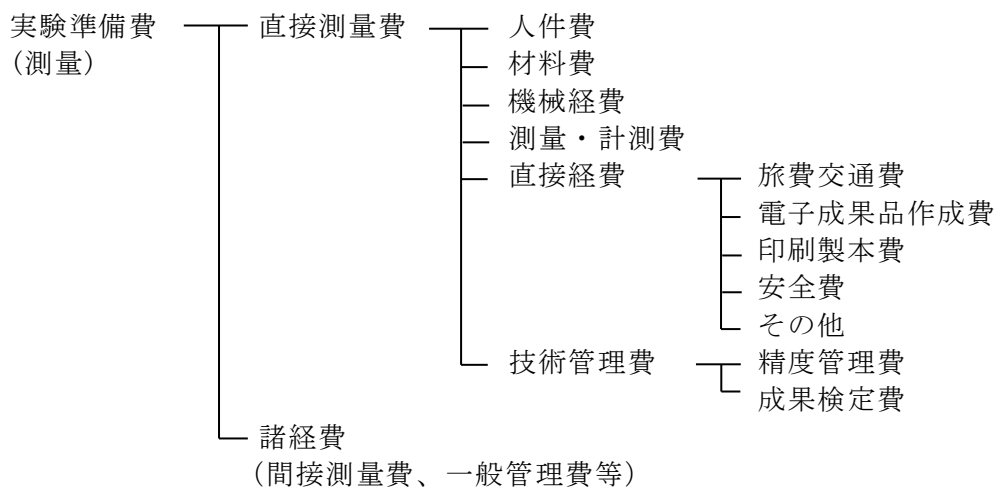 実験準備費 直接測量費 人件費
(測量) 材料費
機械経費
測量・計測費
直接経費 旅費交通費
電子成果品作成費
印刷製本費
安全費
その他
技術管理費 精度管理費
成果検定費
諸経費
(間接測量費、一般管理費等)